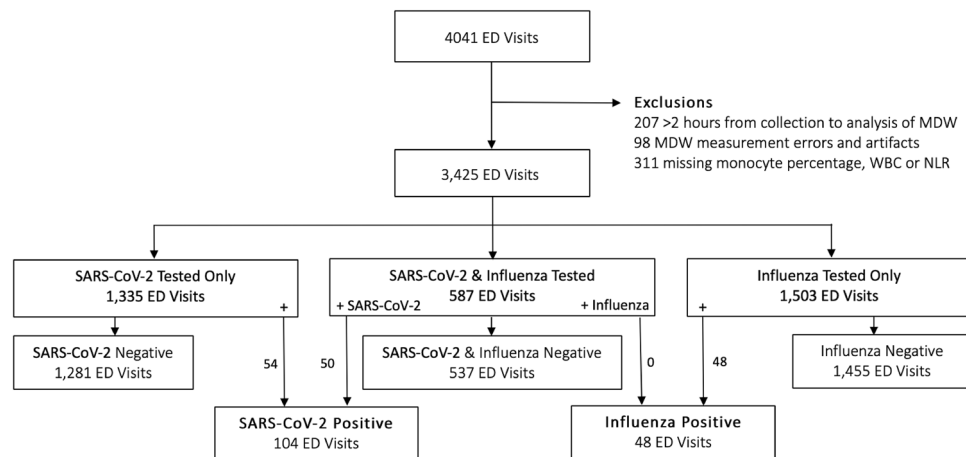 4041 ED Visits
Exclusions
207 >2 hours from collection to analysis of MDW
98 MDW measurement errors and artifacts
311 missing monocyte percentage, WBC or NLR
3,425 ED Visits
SARS-CoV-2 Tested Only
1,335 ED Visits
+
SARS-CoV-2 & Influenza Tested
587 ED Visits
+ SARS-CoV-2
+ Influenza
Influenza Tested Only
1,503 ED Visits
+
SARS-CoV-2 Negative
1,281 ED Visits
54
50
SARS-CoV-2 & Influenza Negative
537 ED Visits
0
48
Influenza Negative
1,455 ED Visits
SARS-CoV-2 Positive
104 ED Visits
Influenza Positive
48 ED Visits